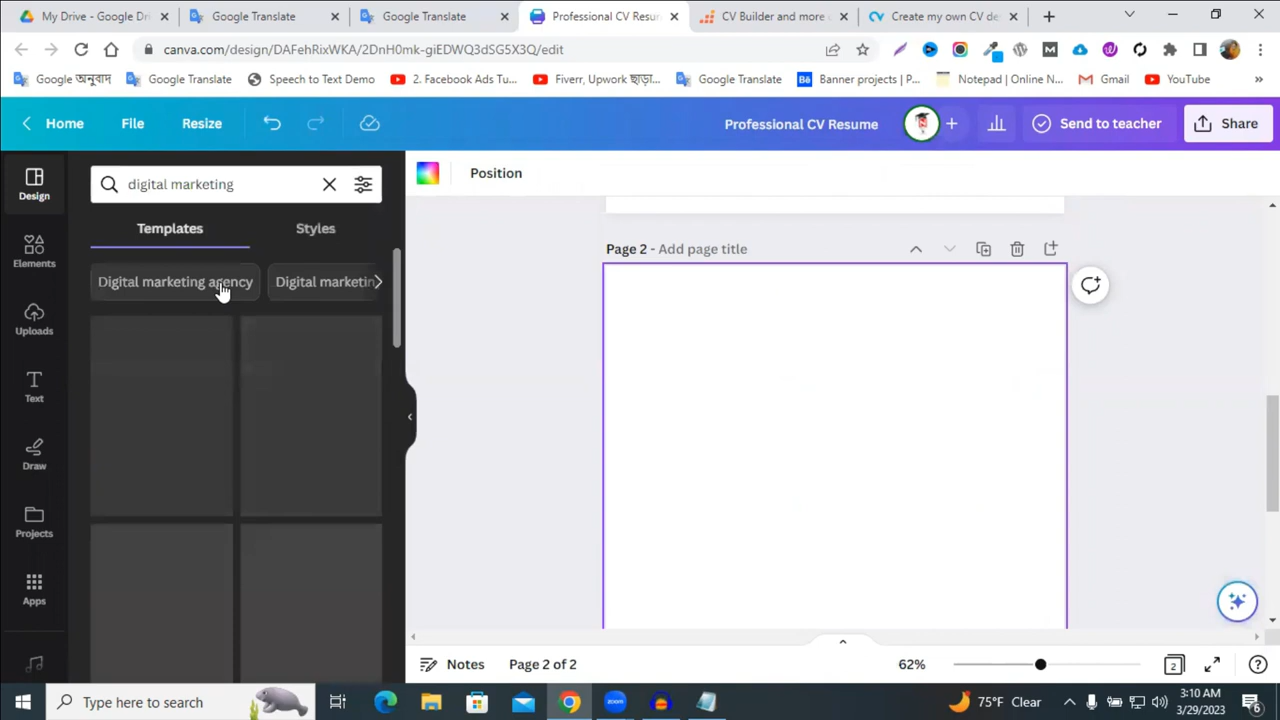 My Drive - Google Dri
Google Translate
Google Translate
Professional CV Resu
CV Builder and more
Create my own CV de
canva.com/design/DAFehRixWKA/2DnH0mk-giEDWQ3dSG5X3Q/edit
Google অনুবাদ
Google Translate
Speech to Text Demo
2. Facebook Ads Tu...
Fiverr, Upwork ছাড়া...
Google Translate
Banner projects | P...
Notepad | Online N...
Gmail
YouTube
Home
File
Resize
Professional CV Resume
Send to teacher
Share
Design
Elements
Uploads
Text
Draw
Projects
Apps
digital marketing
Templates
Styles
Digital marketing agency
Digital marketin
Position
Page 2 - Add page title
Notes
Page 2 of 2
62%
2
Type here to search
zoom
75°F Clear
3:10 AM
3/29/2023
6